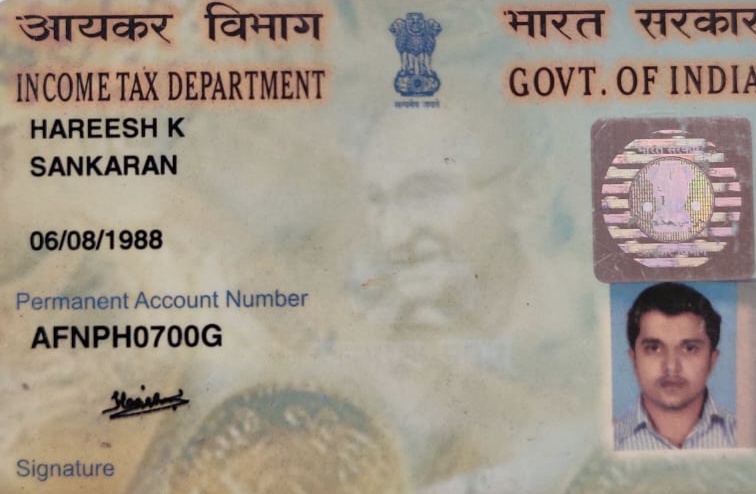 आयकर विभाग
भारत सरकार
INCOME TAX DEPARTMENT
GOVT. OF INDIA
सत्यमेव जयते
HAREESH K
SANKARAN
06/08/1988
Permanent Account Number
AFNPH0700G
Signature